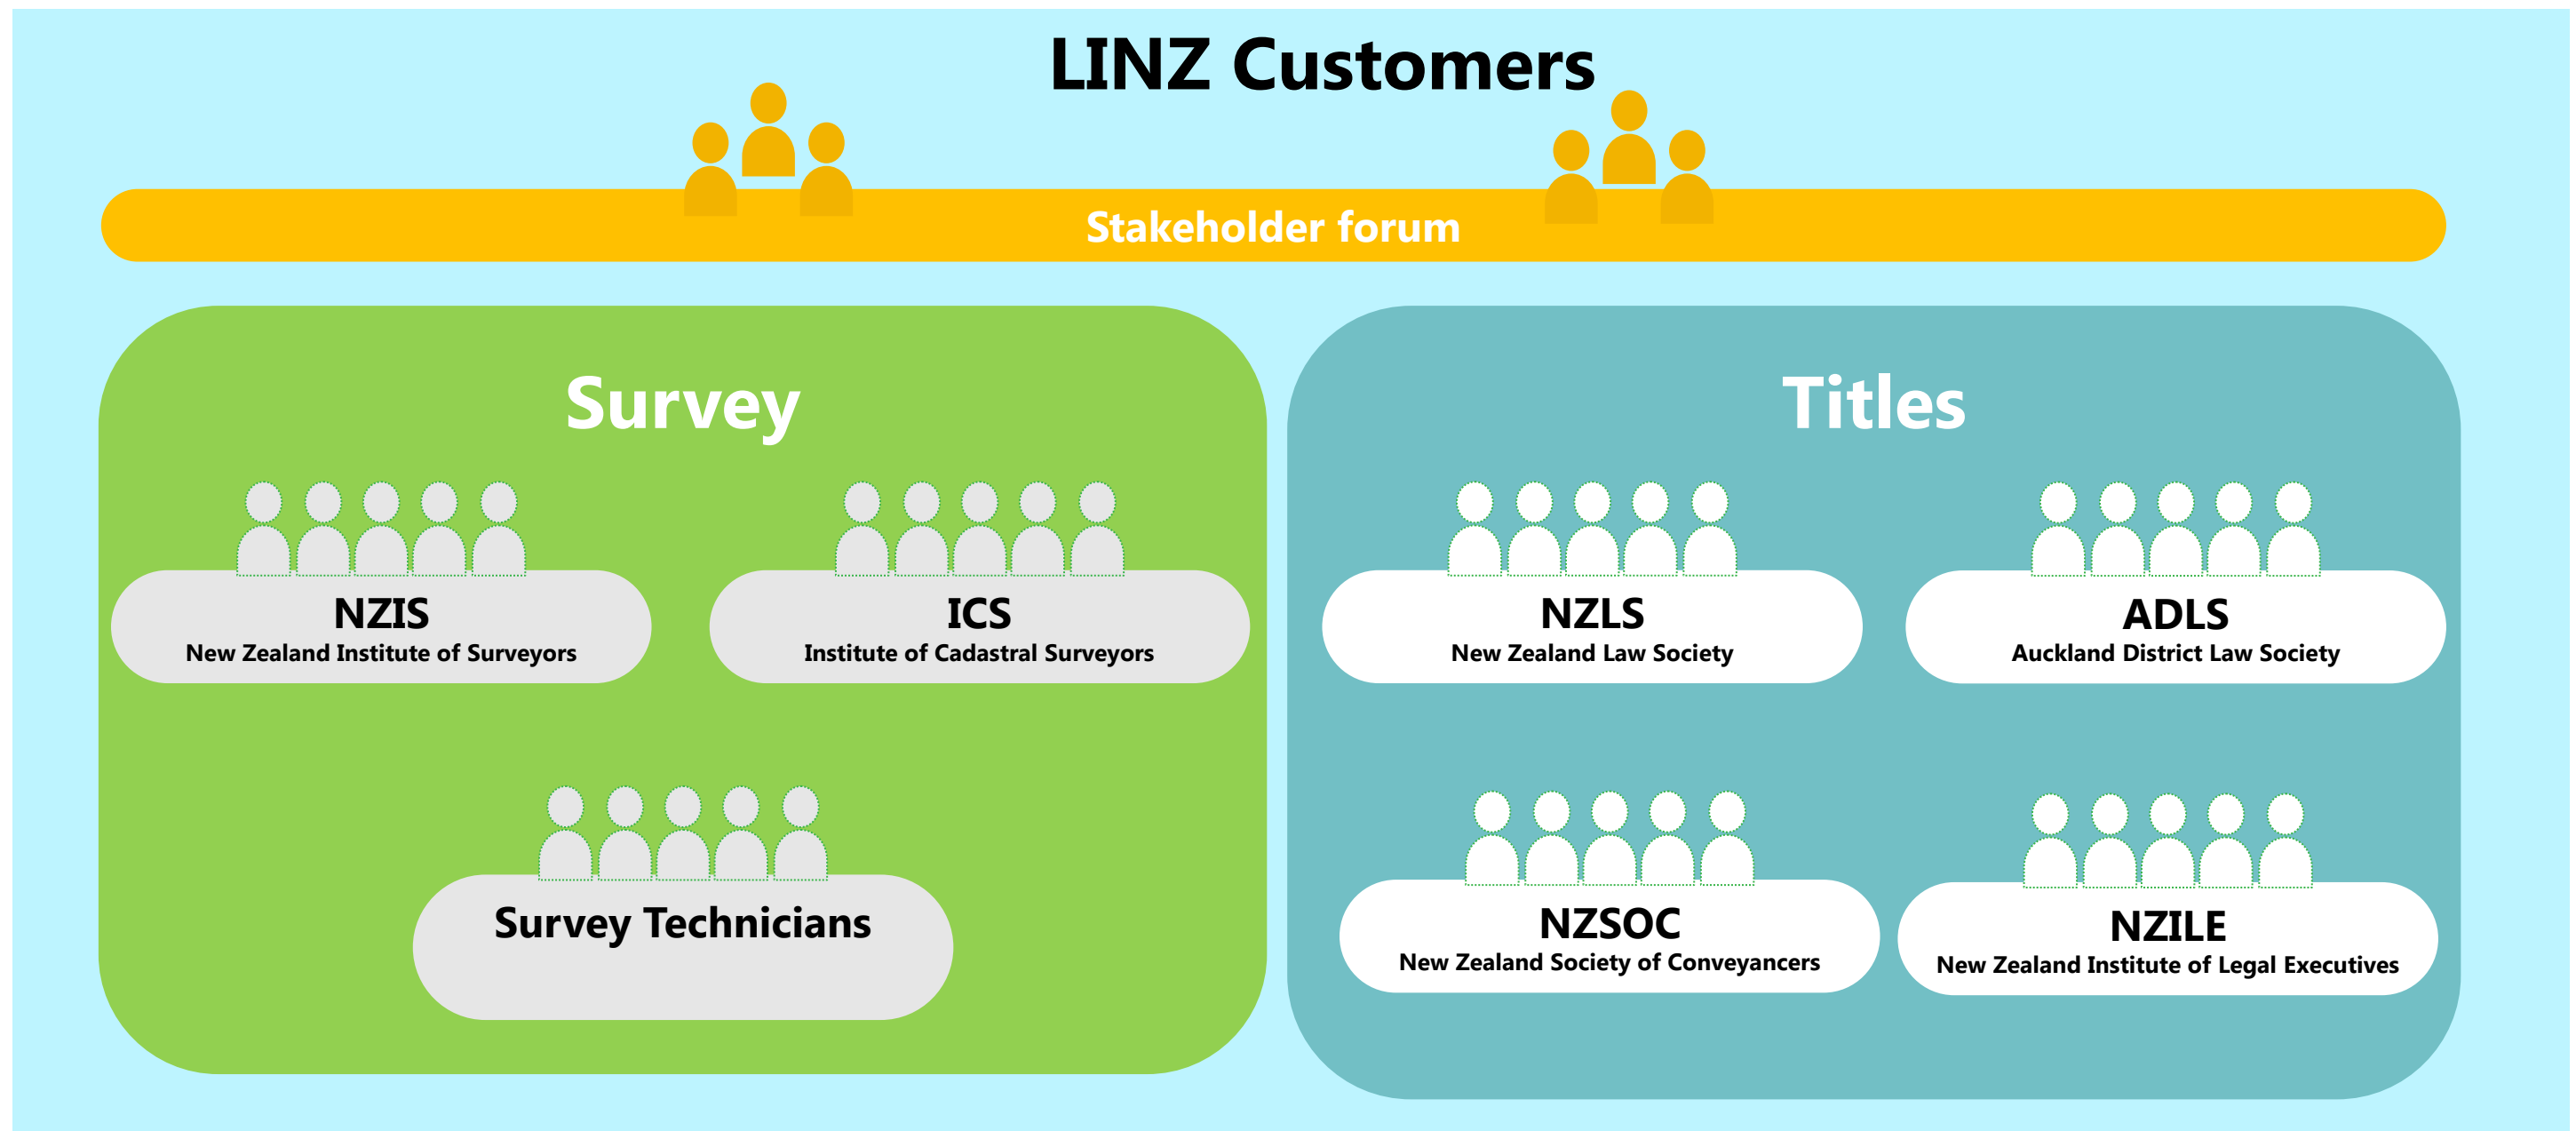 LINZ Customers
Stakeholder forum
Survey
NZIS
New Zealand Institute of Surveyors
ICS
Institute of Cadastral Surveyors
Survey Technicians
Titles
NZLS
New Zealand Law Society
ADLS
Auckland District Law Society
NZSOC
New Zealand Society of Conveyancers
NZILE
New Zealand Institute of Legal Executives